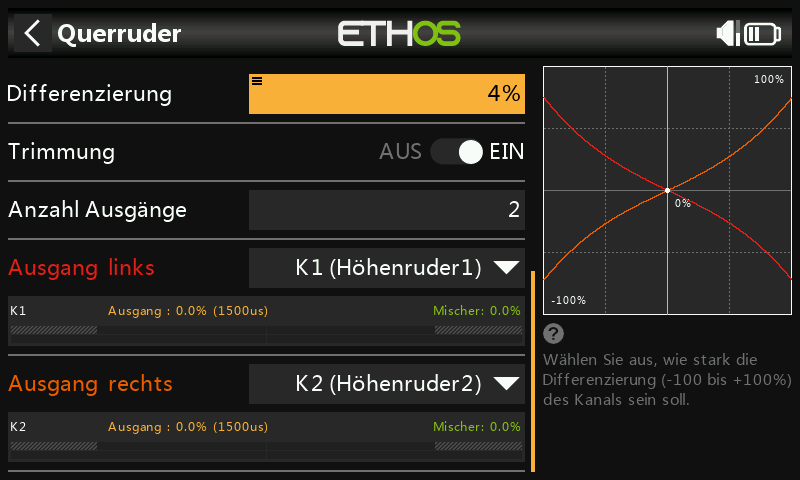 Querruder
ETHOS
Differenzierung
4%
Trimmung
AUS EIN
Anzahl Ausgänge
2
Ausgang links
K1 (Höhenruder1)
K1 Ausgang : 0.0% (1500us) Mischer: 0.0%
Ausgang rechts
K2 (Höhenruder2)
K2 Ausgang : 0.0% (1500us) Mischer: 0.0%
100%
0%
-100%
?
Wählen Sie aus, wie stark die
Differenzierung (-100 bis +100%)
des Kanals sein soll.